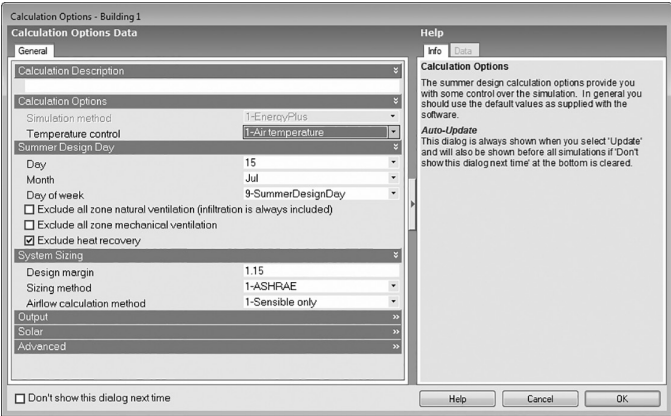 Calculation Options - Building 1
Calculation Options Data
General
Calculation Description
Calculation Options
Simulation method 1-EnergyPlus
Temperature control 1-Air temperature
Summer Design Day
Day 15
Month Jul
Day of week 9-SummerDesignDay
Exclude all zone natural ventilation (infiltration is always included)
Exclude all zone mechanical ventilation
Exclude heat recovery
System Sizing
Design margin 1.15
Sizing method 1-ASHRAE
Airflow calculation method 1-Sensible only
Output
Solar
Advanced
Help
Info Data
Calculation Options
The summer design calculation options provide you
with some control over the simulation. In general you
should use the default values as supplied with the
software.
Auto-Update
This dialog is always shown when you select 'Update'
and will also be shown before all simulations if 'Don't
show this dialog next time' at the bottom is cleared.
Don't show this dialog next time
Help Cancel OK